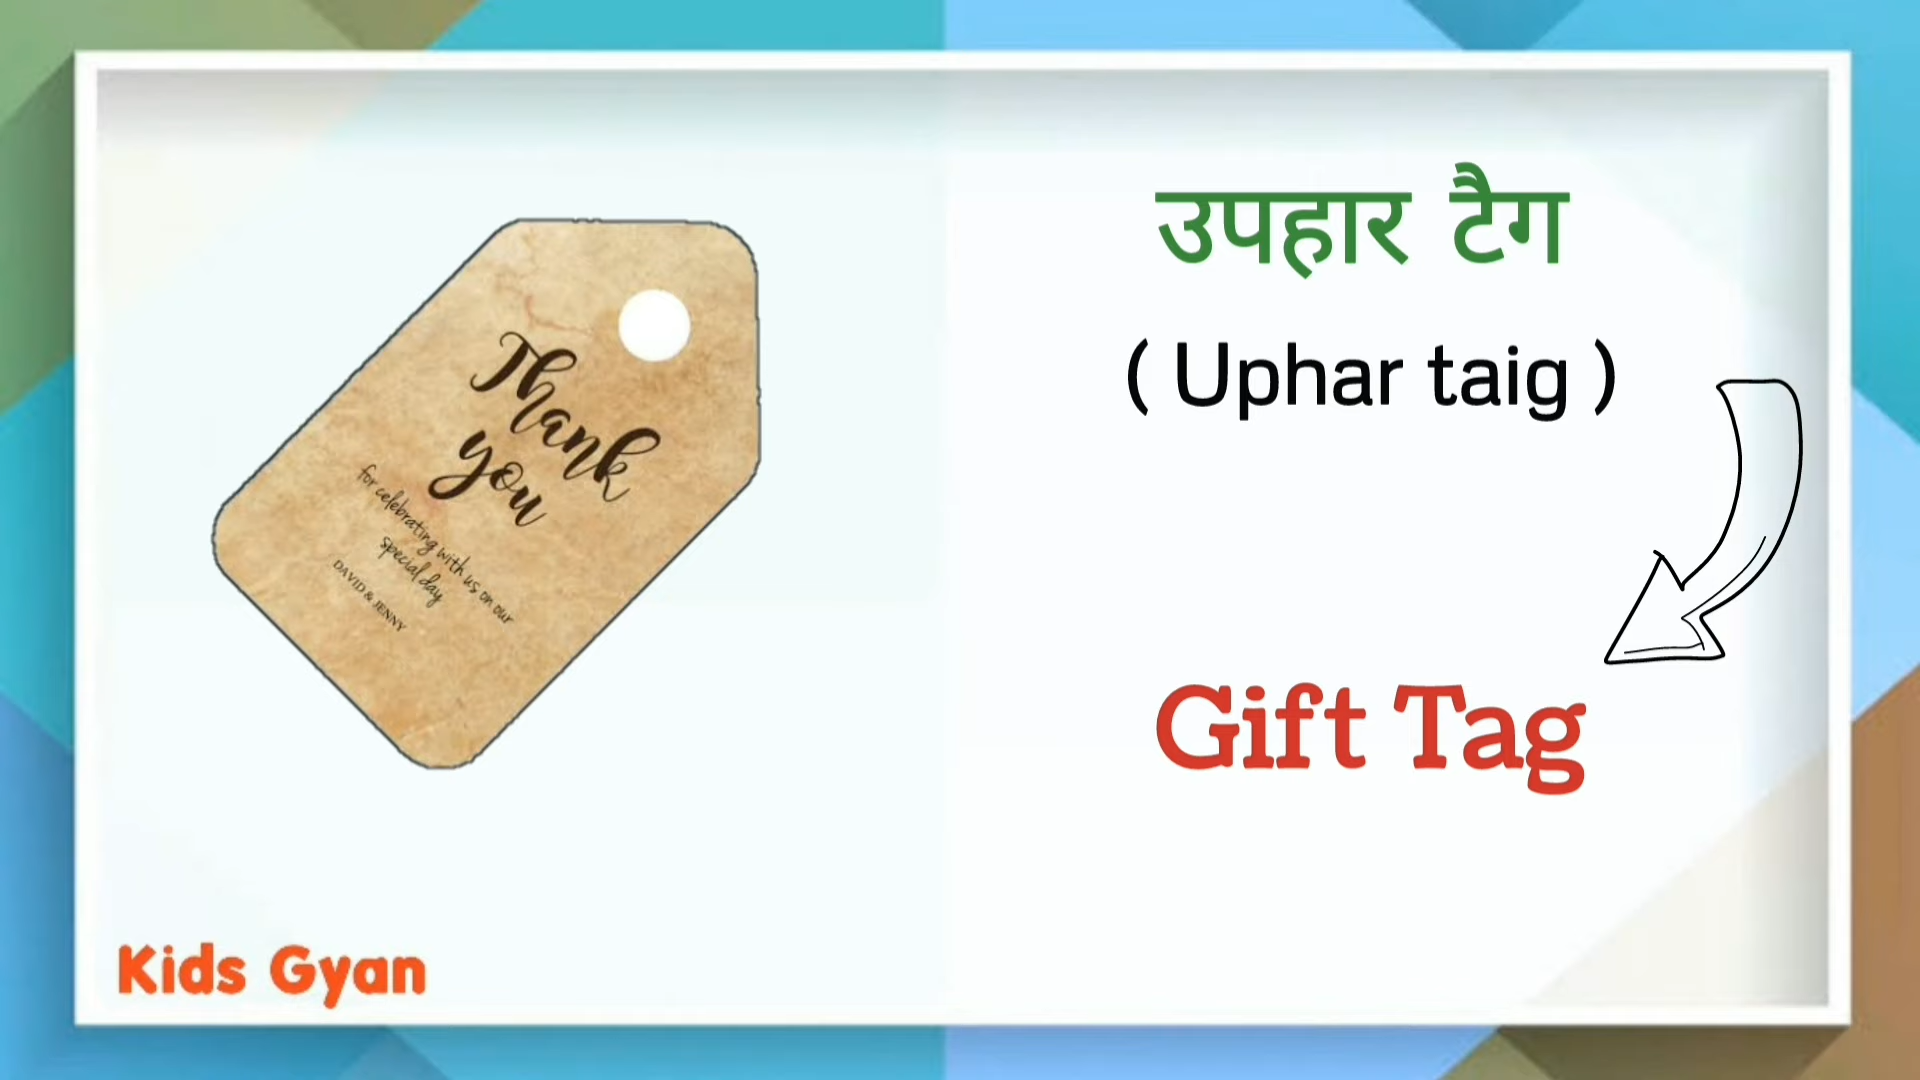 Thank
you
for celebrating with us on our
special day
DAVID & JENNY
उपहार टैग
( Uphar taig )
Gift Tag
Kids Gyan